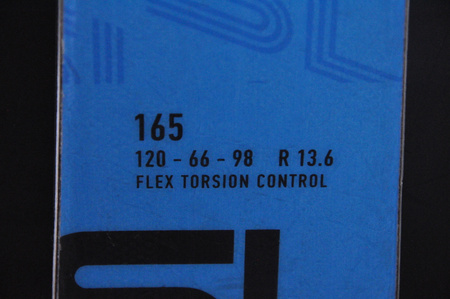 165
120 - 66 - 98 R 13.6
FLEX TORSION CONTROL